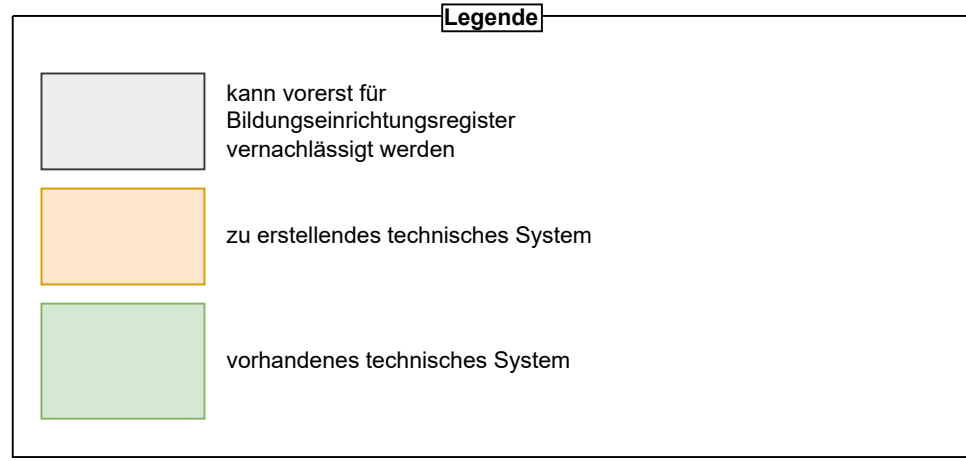 Legende
kann vorerst für
Bildungseinrichtungsregister
vernachlässigt werden
zu erstellendes technisches System
vorhandenes technisches System